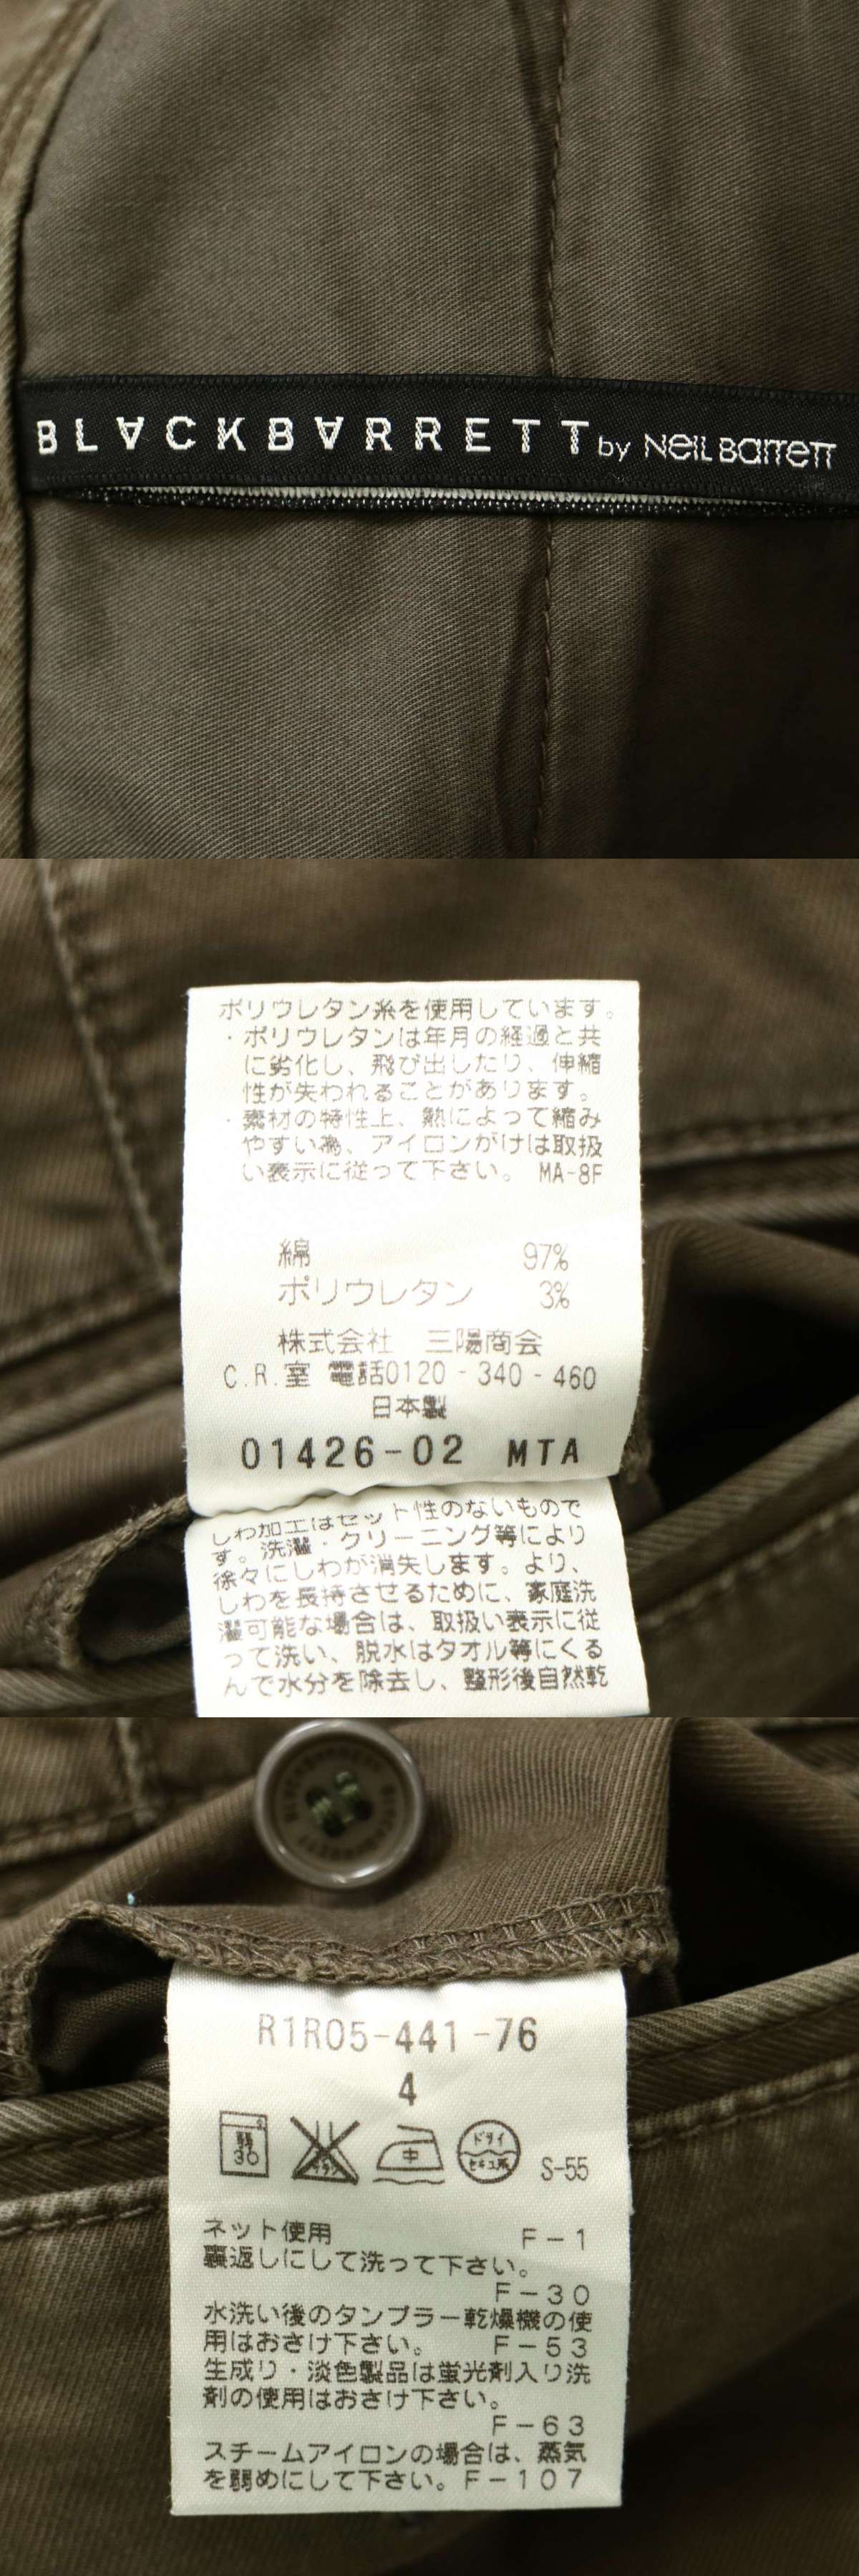 BLACKBARRETT by NEIL BARRETT
ポリウレタン糸を使用しています。
・ポリウレタンは年月の経過と共
に劣化し、飛び出したり、伸縮
性が失われることがあります。
・素材の特性上、熱によって縮み
やすい為、アイロンがけは取扱
い表示に従って下さい。 MA-8F
綿 97%
ポリウレタン 3%
株式会社 三陽商会
C.R.室 電話0120-340-460
日本製
01426-02 MTA
しわ加工はセット性のないもので
す。洗濯・クリーニング等により
徐々にしわが消失します。より、
しわを長持させるために、家庭洗
濯可能な場合は、取扱い表示に従
って洗い、脱水はタオル等にくる
んで水分を除去し、整形後自然乾
R1R05-441-76
4
弱
30
エンソ
サラシ
中
ドライ
セキユ系
S-55
ネット使用 F-1
裏返しにして洗って下さい。
F-30
水洗い後のタンブラー乾燥機の使
用はおさけ下さい。 F-53
生成り・淡色製品は蛍光剤入り洗
剤の使用はおさけ下さい。
F-63
スチームアイロンの場合は、蒸気
を弱めにして下さい。F-107